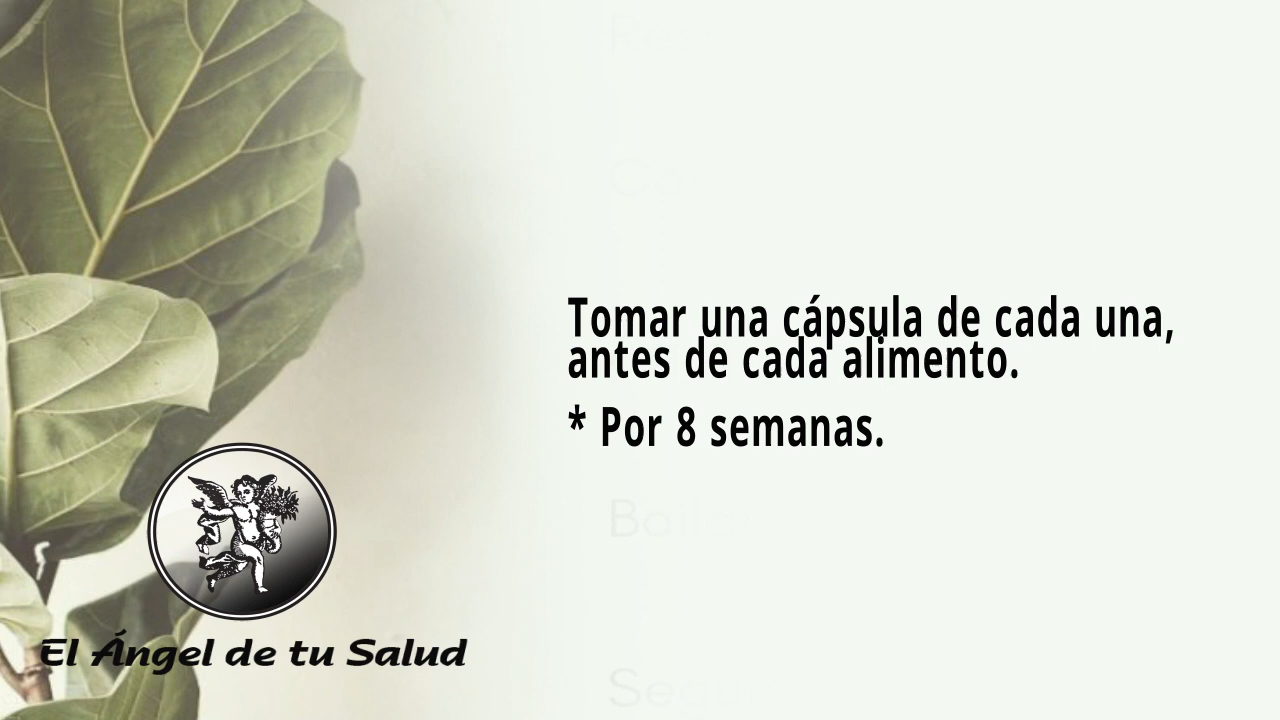 Tomar una cápsula de cada una,
antes de cada alimento.
* Por 8 semanas.
El Ángel de tu Salud